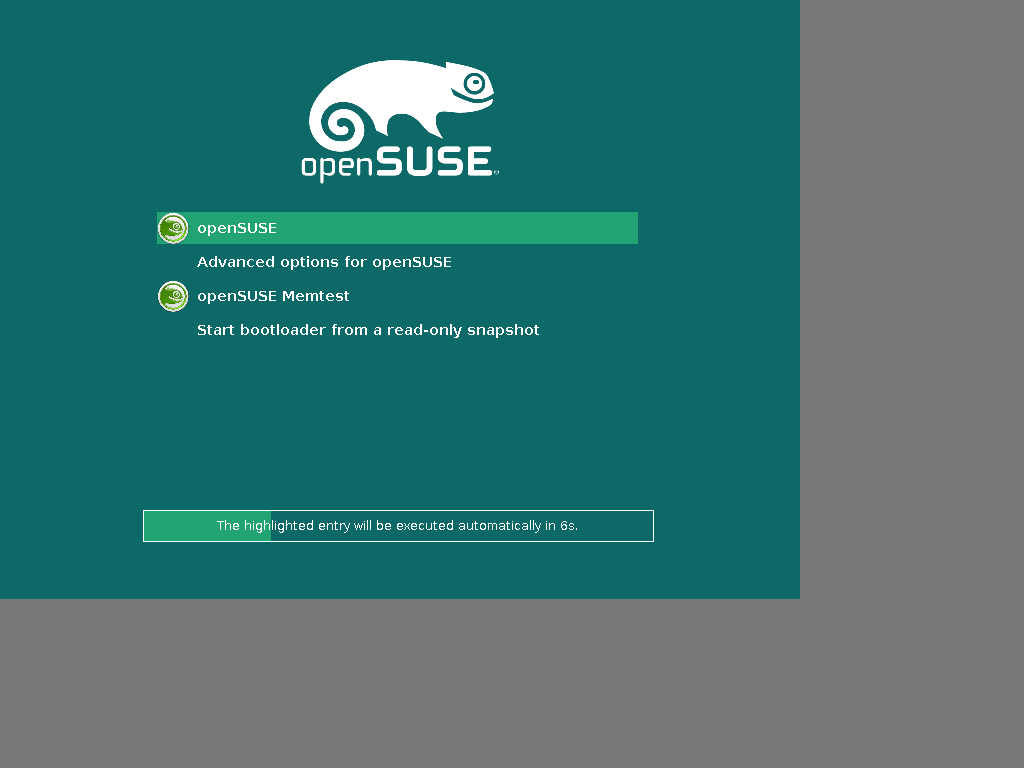 openSUSE
openSUSE
Advanced options for openSUSE
openSUSE Memtest
Start bootloader from a read-only snapshot
The highlighted entry will be executed automatically in 6s.